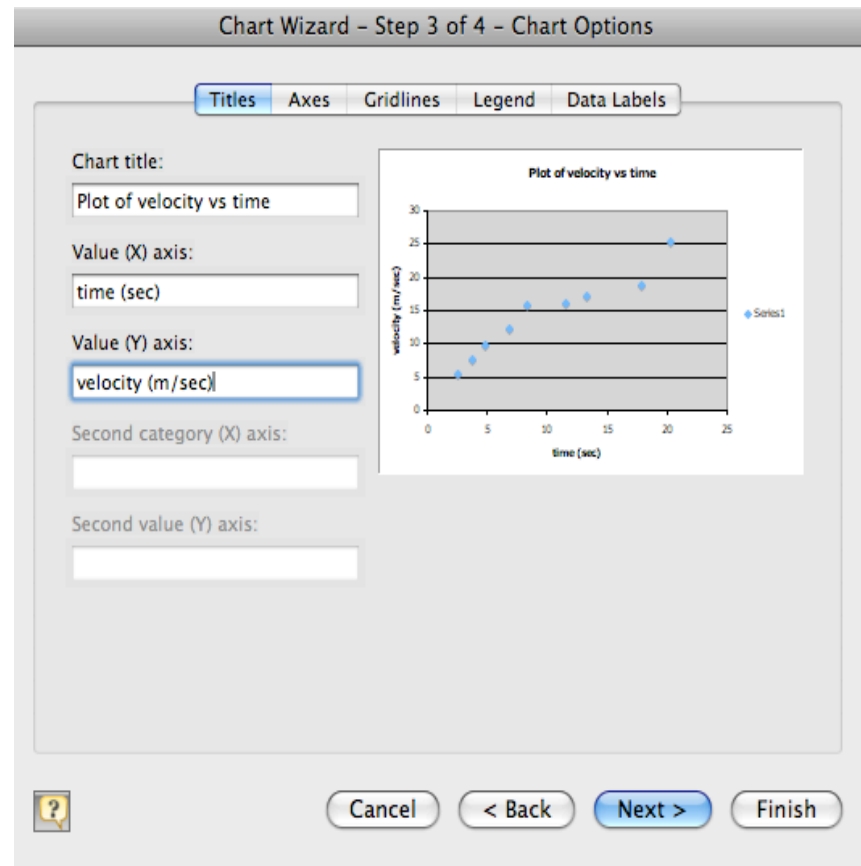 Chart Wizard – Step 3 of 4 – Chart Options
Titles Axes Gridlines Legend Data Labels
Chart title:
Plot of velocity vs time
Value (X) axis:
time (sec)
Value (Y) axis:
velocity (m/sec)
Second category (X) axis:
Second value (Y) axis:
Plot of velocity vs time
velocity (m/sec)
30
25
20
15
10
5
0
0 5 10 15 20 25
time (sec)
Series1
?
Cancel < Back Next > Finish